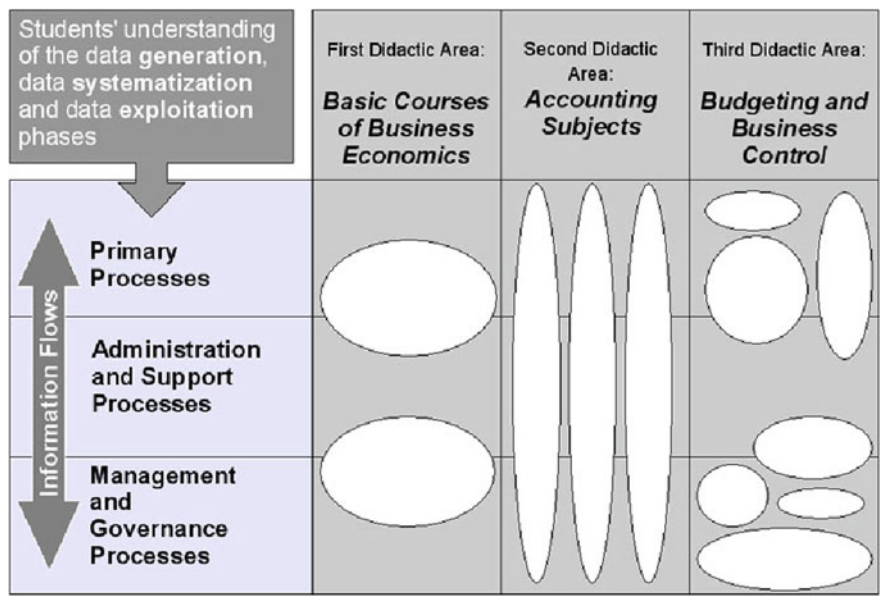 Students' understanding
of the data generation,
data systematization
and data exploitation
phases
First Didactic Area:
Basic Courses
of Business
Economics
Second Didactic
Area:
Accounting
Subjects
Third Didactic Area:
Budgeting and
Business
Control
Information Flows
Primary
Processes
Administration
and Support
Processes
Management
and
Governance
Processes